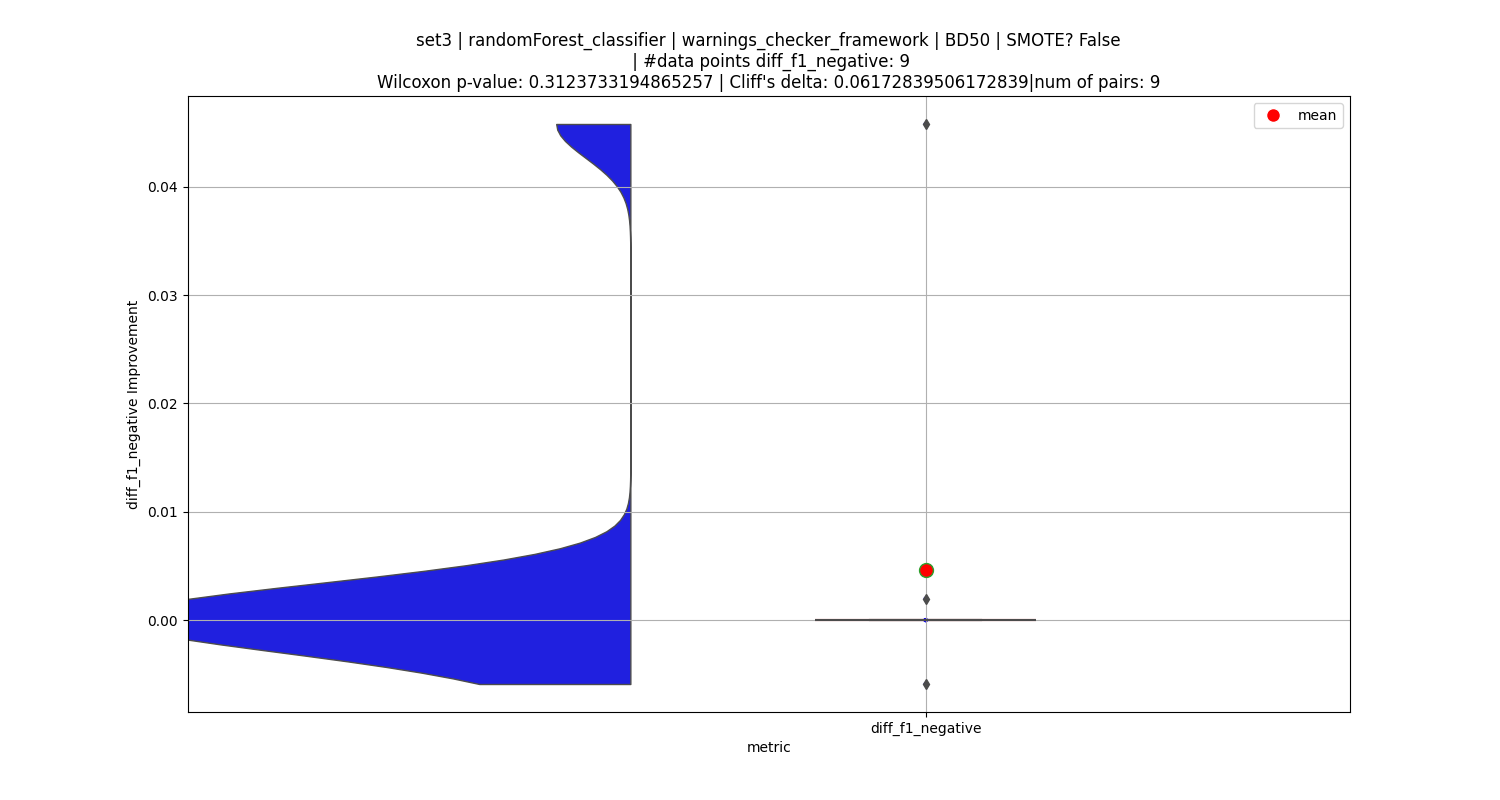 set3 | randomForest_classifier | warnings_checker_framework | BD50 | SMOTE? False
| #data points diff_f1_negative: 9
Wilcoxon p-value: 0.3123733194865257 | Cliff's delta: 0.06172839506172839|num of pairs: 9
mean
0.04
0.03
0.02
0.01
0.00
diff_f1_negative Improvement
diff_f1_negative
metric